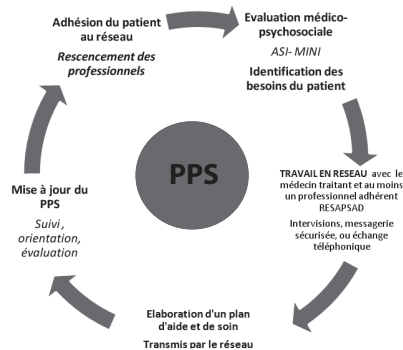 Adhésion du patient
au réseau
Rescencement des
professionnels
Evaluation médico-
psychosociale
ASI- MINI
Identification des
besoins du patient
TRAVAIL EN RESEAU avec le
médecin traitant et au moins
un professionnel adhérent
RESAPSAD
Intervisions, messagerie
sécurisée, ou échange
téléphonique
Elaboration d'un plan
d'aide et de soin
Transmis par le réseau
Mise à jour du
PPS
Suivi,
orientation,
évaluation
PPS